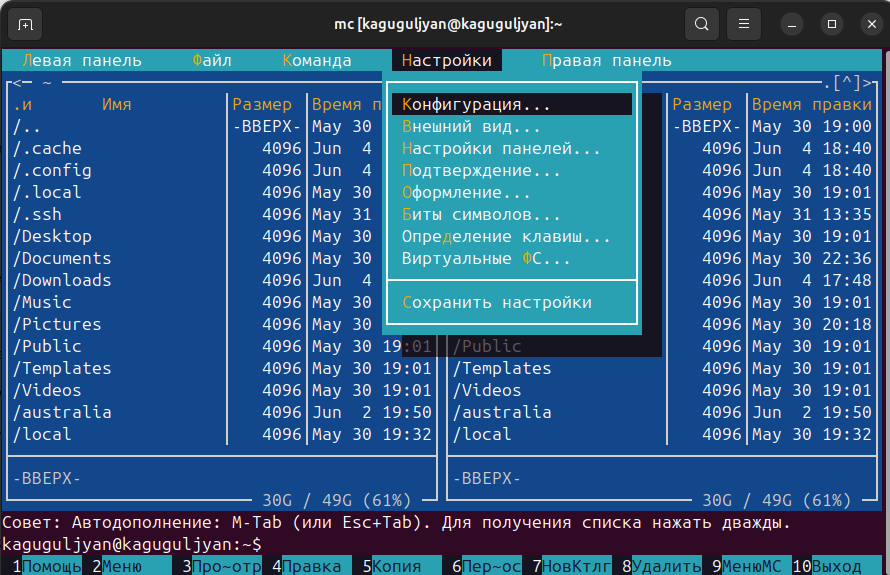 mc [kaguguljyan@kaguguljyan]:~
Левая панель Файл Команда Настройки Правая панель
<─ ~ .[^]>
.и Имя Размер Время п Конфигурация... Размер Время правки
/.. -ВВЕРХ- May 30 Внешний вид... -ВВЕРХ- May 30 19:00
/.cache 4096 Jun 4 Настройки панелей... 4096 Jun 4 18:40
/.config 4096 Jun 4 Подтверждение... 4096 Jun 4 18:40
/.local 4096 May 30 Оформление... 4096 May 30 19:01
/.ssh 4096 May 31 Биты символов... 4096 May 31 13:35
/Desktop 4096 May 30 Определение клавиш... 4096 May 30 19:01
/Documents 4096 May 30 Виртуальные ФС... 4096 May 30 22:36
/Downloads 4096 Jun 4 4096 Jun 4 17:48
/Music 4096 May 30 Сохранить настройки 4096 May 30 19:01
/Pictures 4096 May 30 4096 May 30 20:18
/Public 4096 May 30 19:01 /Public 4096 May 30 19:01
/Templates 4096 May 30 19:01 /Templates 4096 May 30 19:01
/Videos 4096 May 30 19:01 /Videos 4096 May 30 19:01
/australia 4096 Jun 2 19:50 /australia 4096 Jun 2 19:50
/local 4096 May 30 19:32 /local 4096 May 30 19:32
-ВВЕРХ- -ВВЕРХ-
30G / 49G (61%) 30G / 49G (61%)
Совет: Автодополнение: M-Tab (или Esc+Tab). Для получения списка нажать дважды.
kaguguljyan@kaguguljyan:~$
1Помощь 2Меню 3Про~отр 4Правка 5Копия 6Пер~ос 7НовКтлг 8Удалить 9МенюMC 10Выход